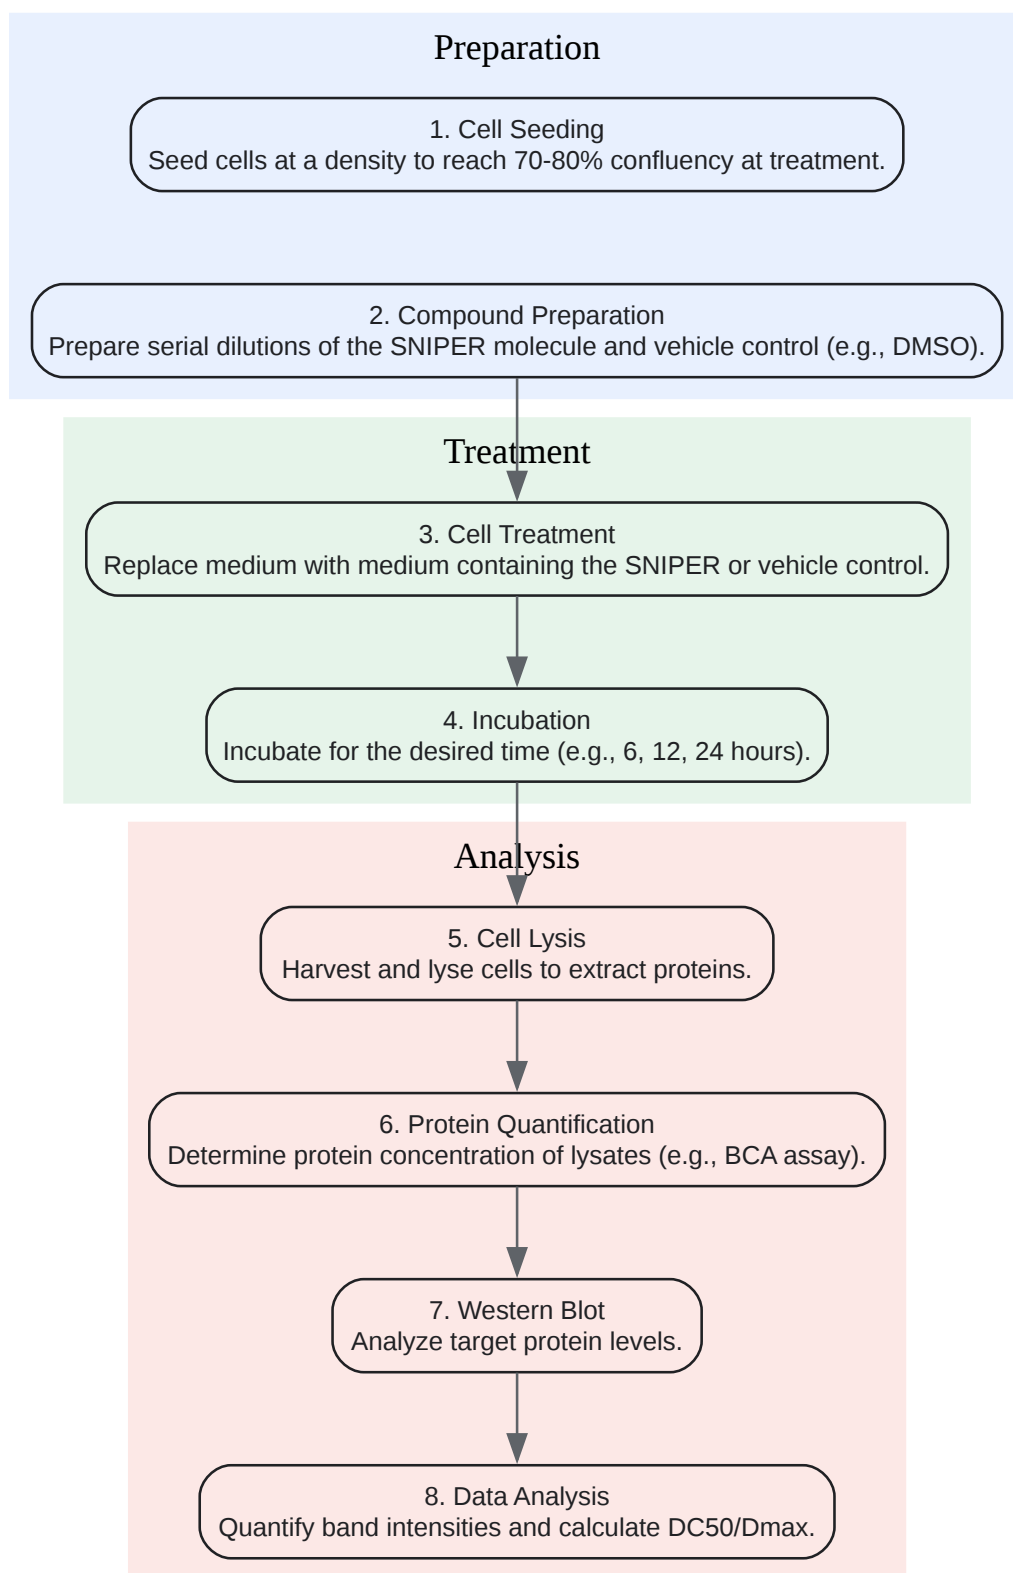 Preparation
1. Cell Seeding
Seed cells at a density to reach 70-80% confluency at treatment.
2. Compound Preparation
Prepare serial dilutions of the SNIPER molecule and vehicle control (e.g., DMSO).
Treatment
3. Cell Treatment
Replace medium with medium containing the SNIPER or vehicle control.
4. Incubation
Incubate for the desired time (e.g., 6, 12, 24 hours).
Analysis
5. Cell Lysis
Harvest and lyse cells to extract proteins.
6. Protein Quantification
Determine protein concentration of lysates (e.g., BCA assay).
7. Western Blot
Analyze target protein levels.
8. Data Analysis
Quantify band intensities and calculate DC50/Dmax.